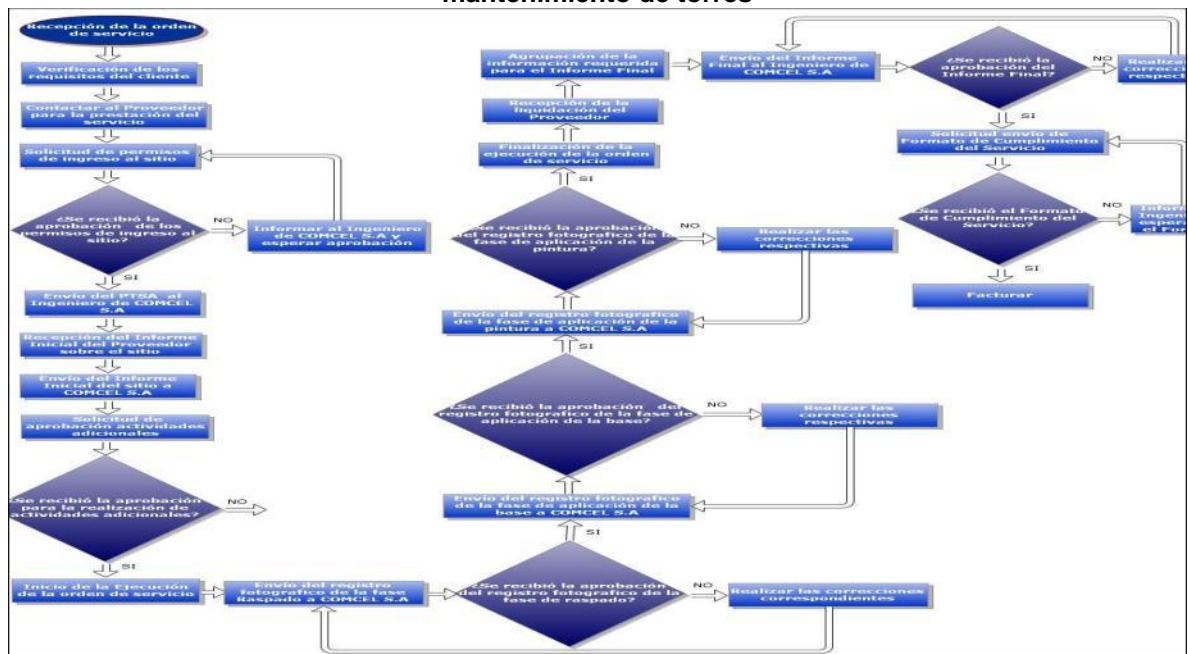 mantenimiento de torres
Recepción de la orden
de servicio
Verificación de los
requisitos del cliente
Contactar al Proveedor
para la prestación del
servicio
Solicitud de permisos
de ingreso al sitio
¿Se recibió la
aprobación de los
permisos de ingreso al
sitio?
NO
Informar al Ingeniero
de COMCEL S.A y
esperar aprobación
SI
Envío del PTSA al
Ingeniero de COMCEL
S.A
Recepción del Informe
Inicial del Proveedor
sobre el sitio
Envío del Informe
Inicial del sitio a
COMCEL S.A
Solicitud de
aprobación actividades
adicionales
¿Se recibió la aprobación
para la realización de
actividades adicionales?
NO
SI
Inicio de la Ejecución
de la orden de servicio
Envío del registro
fotografico de la fase
Raspado a COMCEL S.A
¿Se recibió la aprobación
del registro fotografico de la
fase de raspado?
NO
Realizar las correcciones
correspondientes
SI
Envío del registro fotografico
de la fase de aplicación de la
base a COMCEL S.A
¿Se recibió la aprobación del
registro fotografico de la fase de
aplicación de la base?
NO
Realizar las
correcciones
respectivas
SI
Envío del registro fotografico
de la fase de aplicación de la
pintura a COMCEL S.A
¿Se recibió la aprobación
del registro fotografico de la
fase de aplicación de la
pintura?
NO
Realizar las
correcciones respectivas
SI
Finalización de la
ejecución de la orden
de servicio
Recepción de la
liquidación del
Proveedor
Agrupación de la
información requerida
para el Informe Final
Envío del Informe
Final al Ingeniero de
COMCEL S.A
¿Se recibió la
aprobación del
Informe Final?
NO
Realizar
SI
Solicitud envío de
Formato de Cumplimiento
del Servicio
¿Se recibió el Formato
de Cumplimiento del
Servicio?
NO
el
SI
Facturar